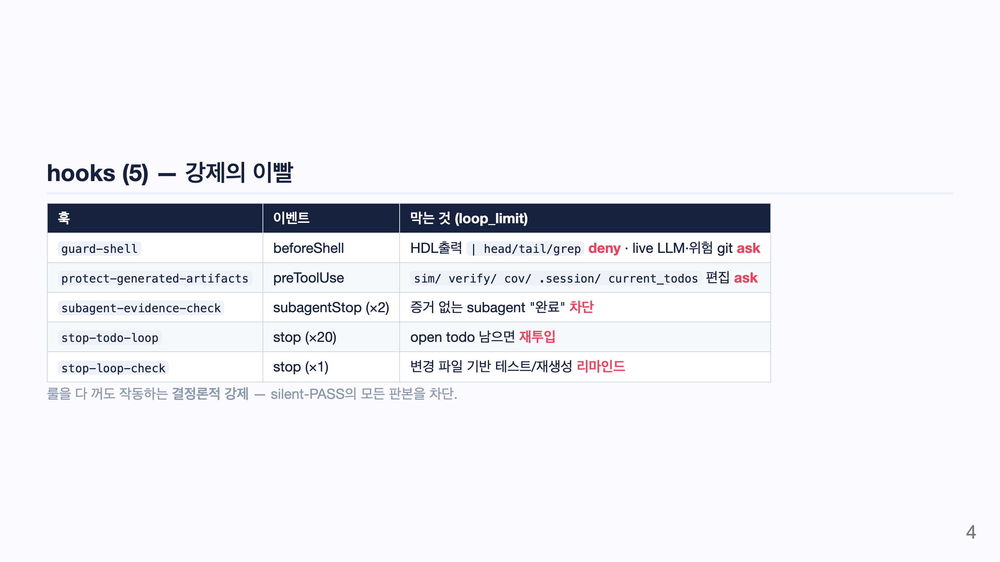 hooks (5) — 강제의 이빨
훅 이벤트 막는 것 (loop_limit)
guard-shell beforeShell HDL출력 | head/tail/grep deny · live LLM·위험 git ask
protect-generated-artifacts preToolUse sim/ verify/ cov/ .session/ current_todos 편집 ask
subagent-evidence-check subagentStop (×2) 증거 없는 subagent "완료" 차단
stop-todo-loop stop (×20) open todo 남으면 재투입
stop-loop-check stop (×1) 변경 파일 기반 테스트/재생성 리마인드
룰을 다 꺼도 작동하는 결정론적 강제 — silent-PASS의 모든 판본을 차단.
4